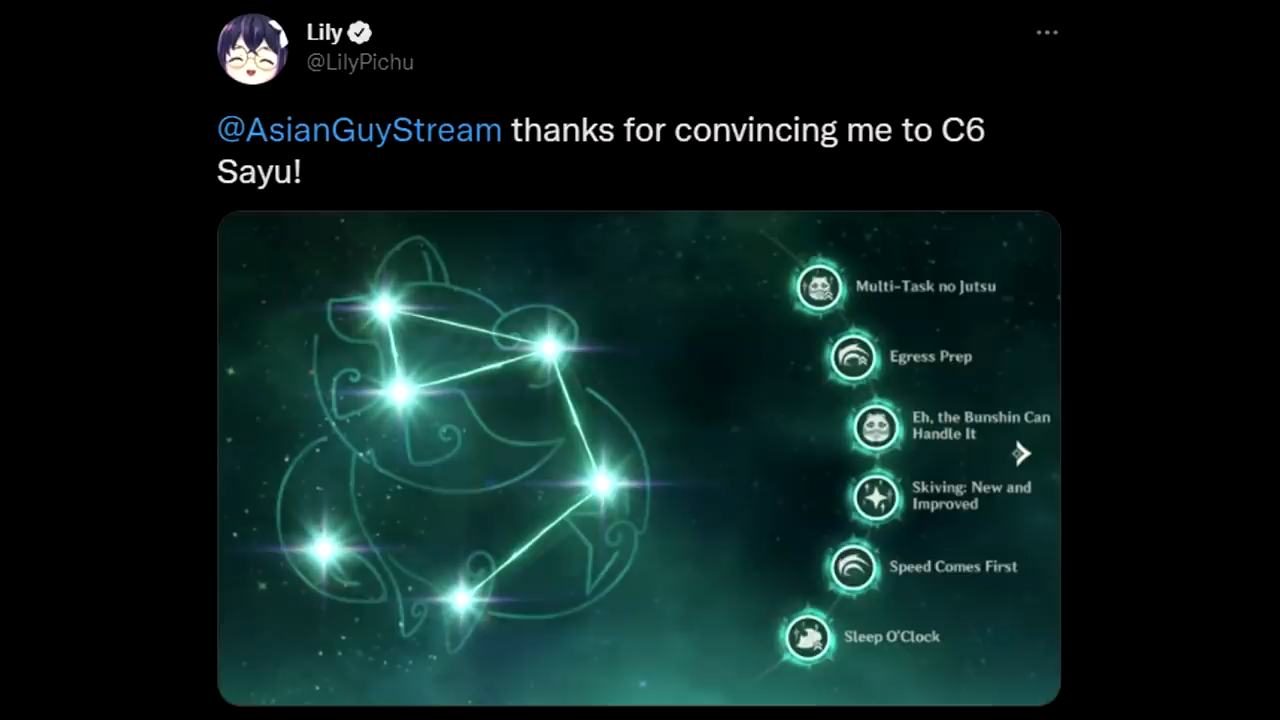 Lily
@LilyPichu
@AsianGuyStream thanks for convincing me to C6
Sayu!
Multi-Task no Jutsu
Egress Prep
Eh, the Bunshin Can
Handle It
Skiving: New and
Improved
Speed Comes First
Sleep O'Clock